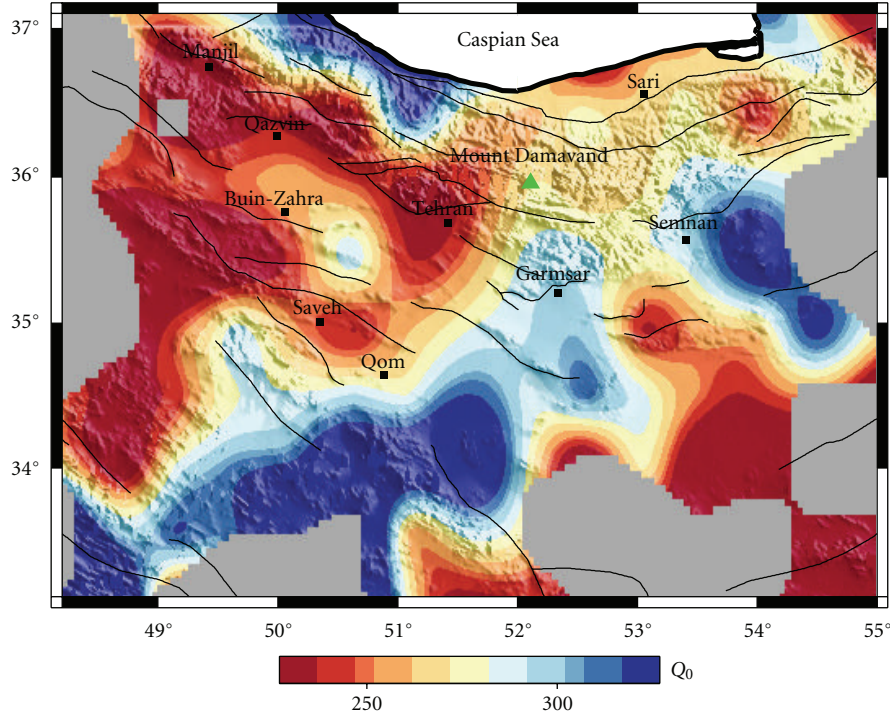 37°
36°
35°
34°
Caspian Sea
Manjil
Sari
Qazvin
Mount Damavand
Buin-Zahra
Tehran
Semnan
Garmsar
Saveh
Qom
49°
50°
51°
52°
53°
54°
55°
Q₀
250
300